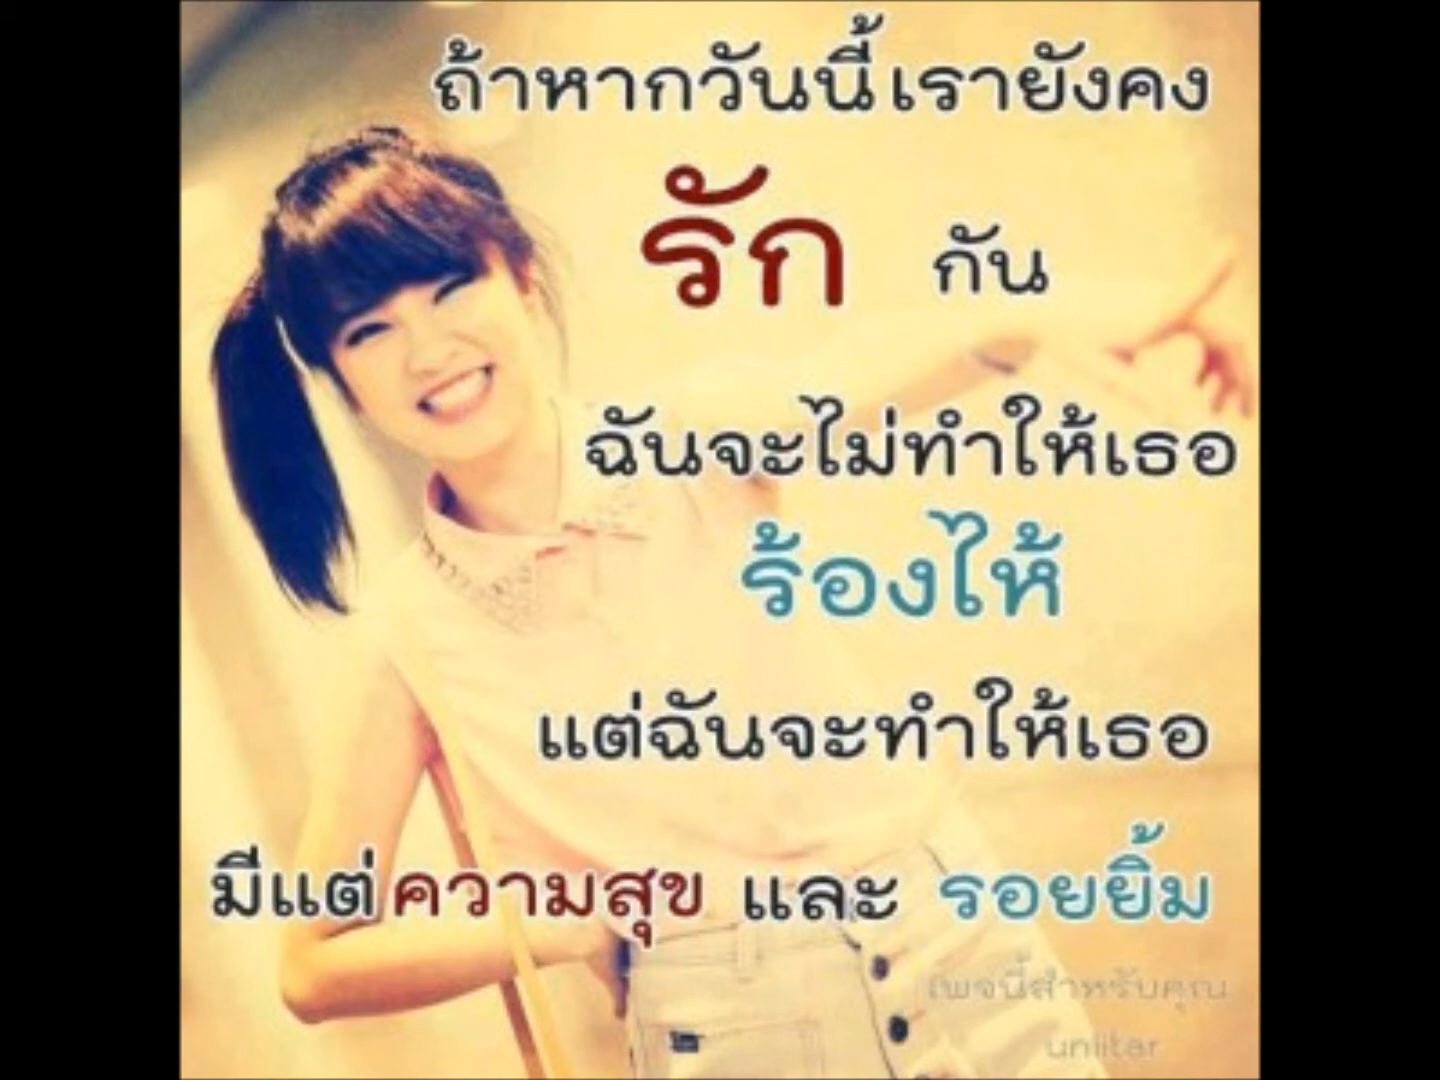 ถ้าหากวันนี้เรายังคง
รัก กัน
ฉันจะไม่ทำให้เธอ
ร้องไห้
แต่ฉันจะทำให้เธอ
มีแต่ความสุข และ รอยยิ้ม
เพจนี้สำหรับคุณ
unlitar